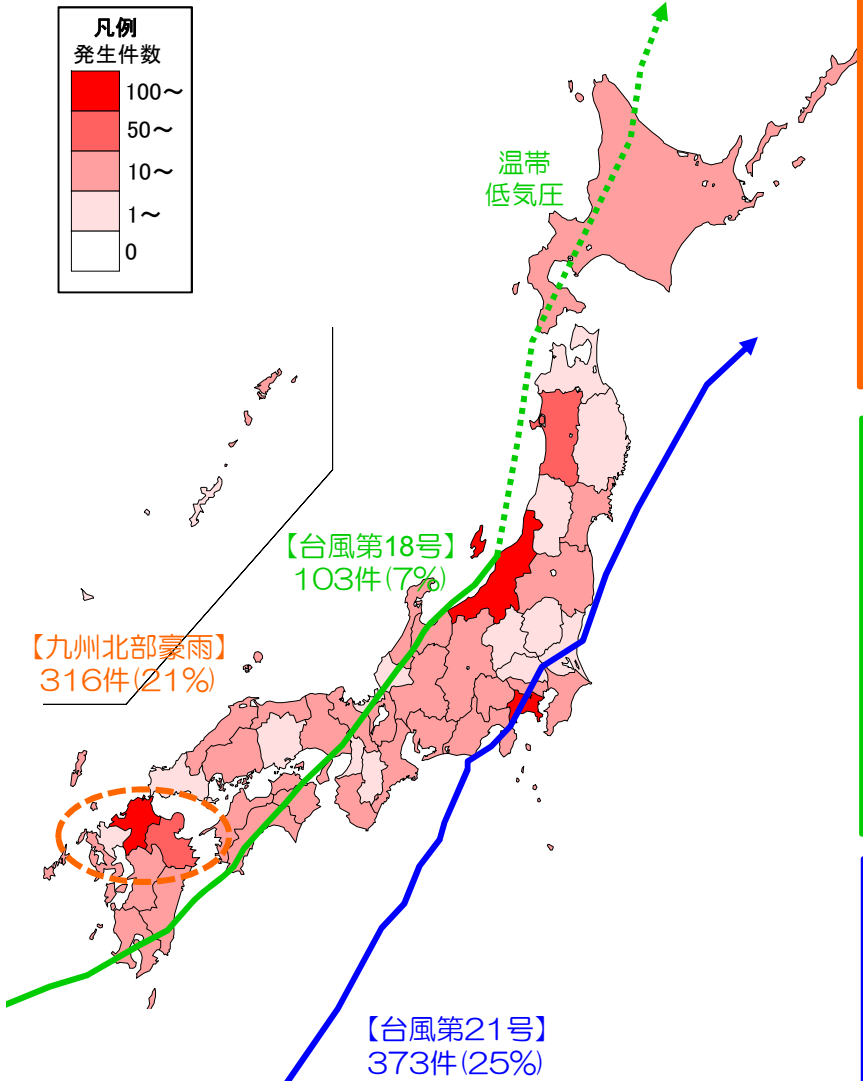 凡例
発生件数
100～
50～
10～
1～
0
温帯
低気圧
【台風第18号】
103件(7%)
【九州北部豪雨】
316件(21%)
【台風第21号】
373件(25%)